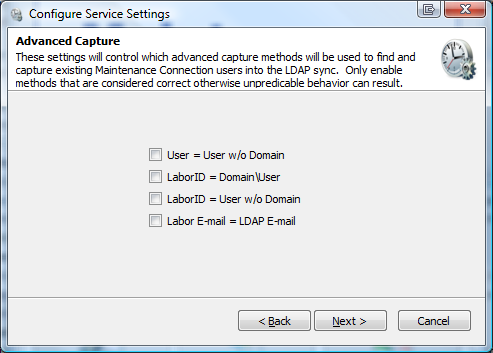 Configure Service Settings
Advanced Capture
These settings will control which advanced capture methods will be used to find and
capture existing Maintenance Connection users into the LDAP sync.  Only enable
methods that are considered correct otherwise unpredicable behavior can result.
User = User w/o Domain
LaborID = Domain\User
LaborID = User w/o Domain
Labor E-mail = LDAP E-mail
< Back
Next >
Cancel